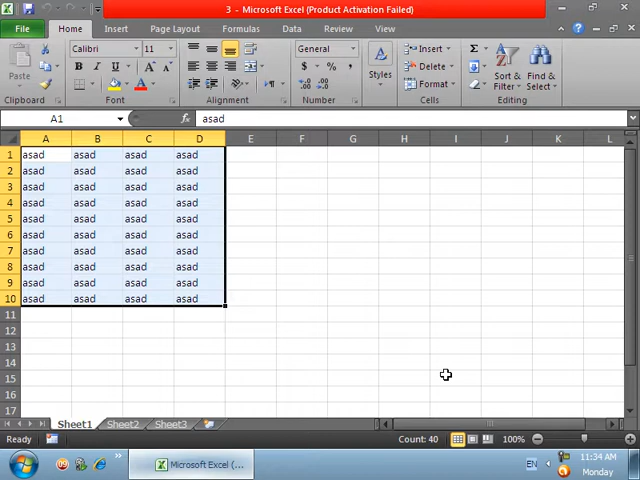 3 - Microsoft Excel (Product Activation Failed)
File Home Insert Page Layout Formulas Data Review View
Calibri 11 General Insert Σ
Paste B I U A A $ % , Styles Delete Sort & Filter Find & Select
Format
Clipboard Font Alignment Number Cells Editing
A1 fx asad
A B C D E F G H I J K L
1 asad asad asad asad
2 asad asad asad asad
3 asad asad asad asad
4 asad asad asad asad
5 asad asad asad asad
6 asad asad asad asad
7 asad asad asad asad
8 asad asad asad asad
9 asad asad asad asad
10 asad asad asad asad
11
12
13
14
15
16
17
Sheet1 Sheet2 Sheet3
Ready Count: 40 100%
Microsoft Excel (... EN 11:34 AM
Monday